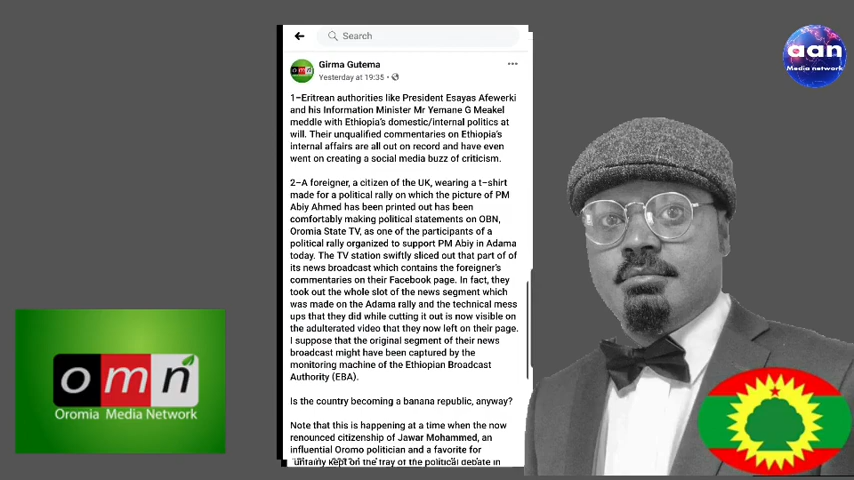 Search
Girma Gutema
Yesterday at 19:35
1–Eritrean authorities like President Esayas Afewerki
and his Information Minister Mr Yemane G Meakel
meddle with Ethiopia's domestic/internal politics at
will. Their unqualified commentaries on Ethiopia's
internal affairs are all out on record and have even
went on creating a social media buzz of criticism.
2–A foreigner, a citizen of the UK, wearing a t–shirt
made for a political rally on which the picture of PM
Abiy Ahmed has been printed out has been
comfortably making political statements on OBN,
Oromia State TV, as one of the participants of a
political rally organized to support PM Abiy in Adama
today. The TV station swiftly sliced out that part of of
its news broadcast which contains the foreigner's
commentaries on their Facebook page. In fact, they
took out the whole slot of the news segment which
was made on the Adama rally and the technical mess
ups that they did while cutting it out is now visible on
the adulterated video that they now left on their page.
I suppose that the original segment of their news
broadcast might have been captured by the
monitoring machine of the Ethiopian Broadcast
Authority (EBA).
Is the country becoming a banana republic, anyway?
Note that this is happening at a time when the now
renounced citizenship of Jawar Mohammed, an
influential Oromo politician and a favorite for
kept on the tray of the political debate in
omn
Oromia Media Network
aan
Media network